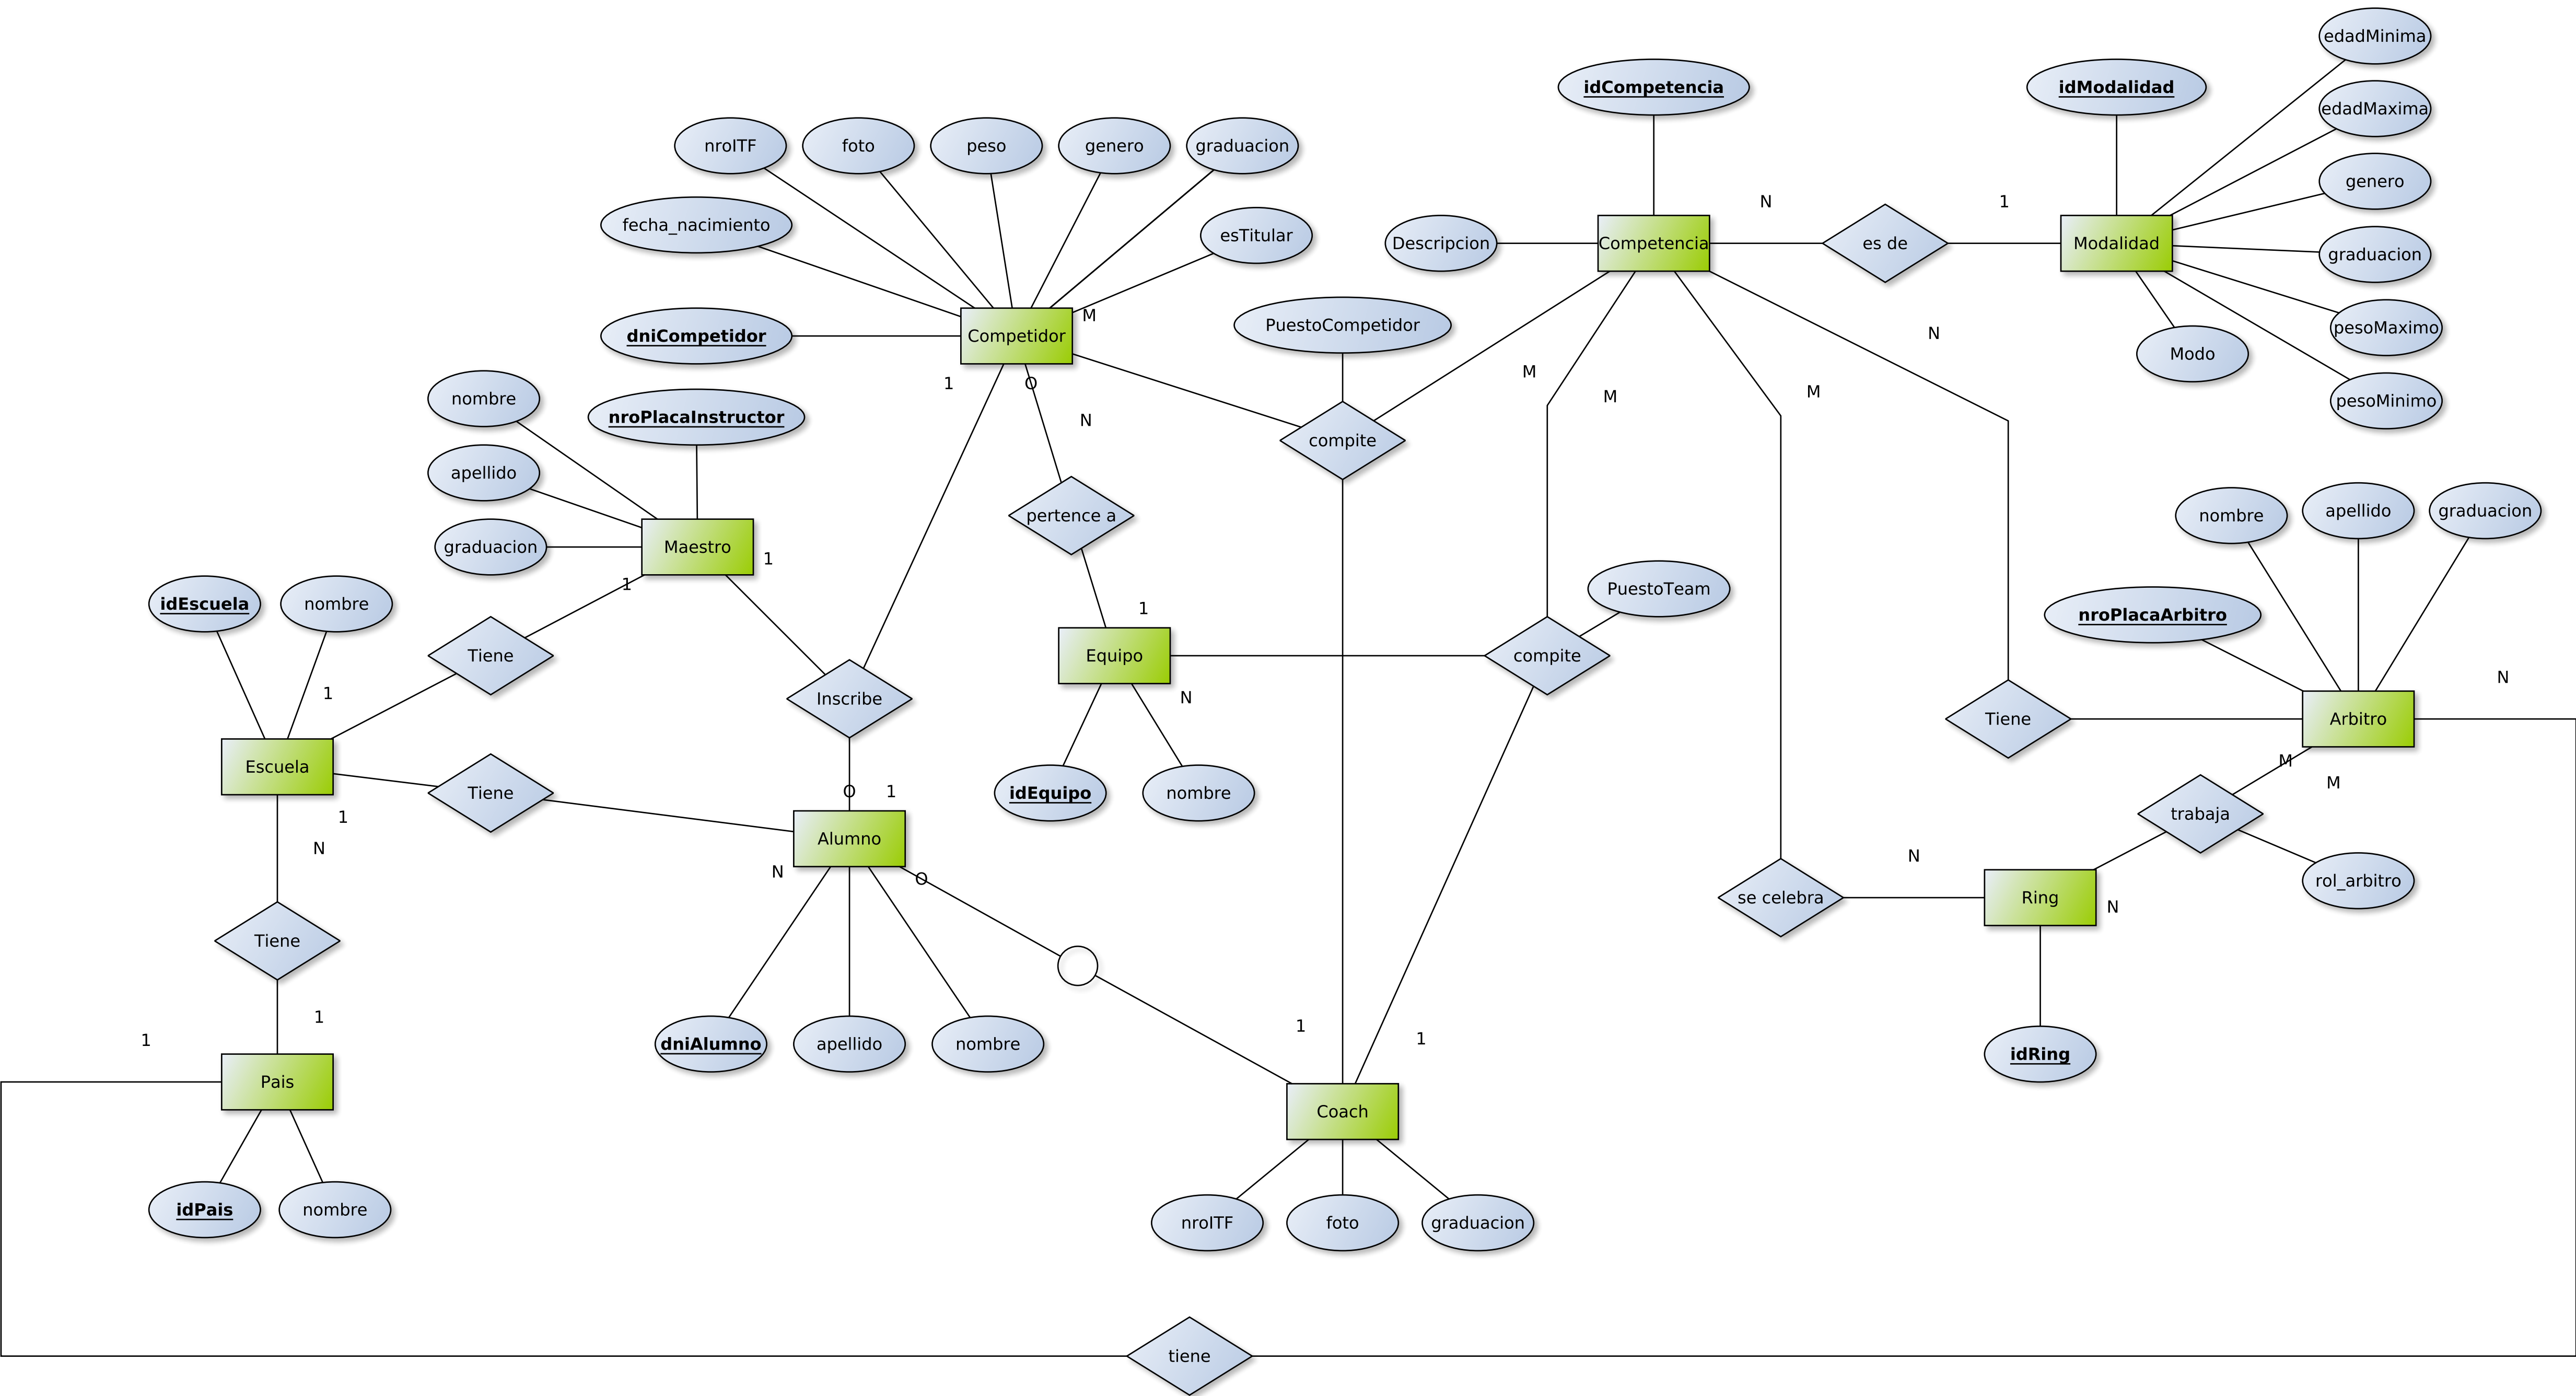 edadMinima
idCompetencia
idModalidad
edadMaxima
nroITF
foto
peso
genero
graduacion
genero
N
1
fecha_nacimiento
esTitular
Descripcion
Competencia
es de
Modalidad
graduacion
M
PuestoCompetidor
N
pesoMaximo
dniCompetidor
Competidor
Modo
M
1
O
M
M
nombre
pesoMinimo
nroPlacaInstructor
N
compite
apellido
nombre
apellido
graduacion
pertence a
graduacion
Maestro
1
1
PuestoTeam
idEscuela
nombre
1
nroPlacaArbitro
Tiene
Equipo
compite
N
1
N
Inscribe
Tiene
Arbitro
Escuela
M
M
Tiene
O
1
idEquipo
nombre
trabaja
1
Alumno
N
N
N
O
rol_arbitro
se celebra
Ring
N
Tiene
1
1
1
1
dniAlumno
apellido
nombre
idRing
Pais
Coach
idPais
nombre
nroITF
foto
graduacion
tiene